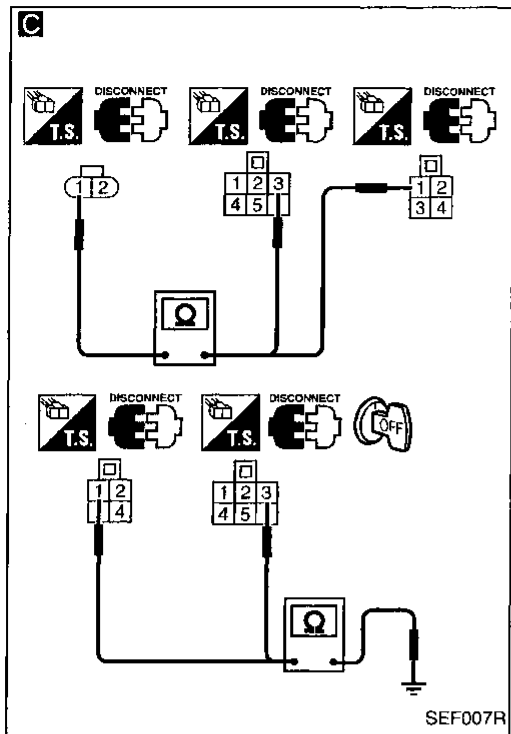 C
DISCONNECT DISCONNECT DISCONNECT
T.S. T.S. T.S.
1 2
1 2 3
4 5
1 2
3 4
Ω
DISCONNECT DISCONNECT
T.S. T.S. OFF
1 2
4
1 2 3
4 5
Ω
SEF007R